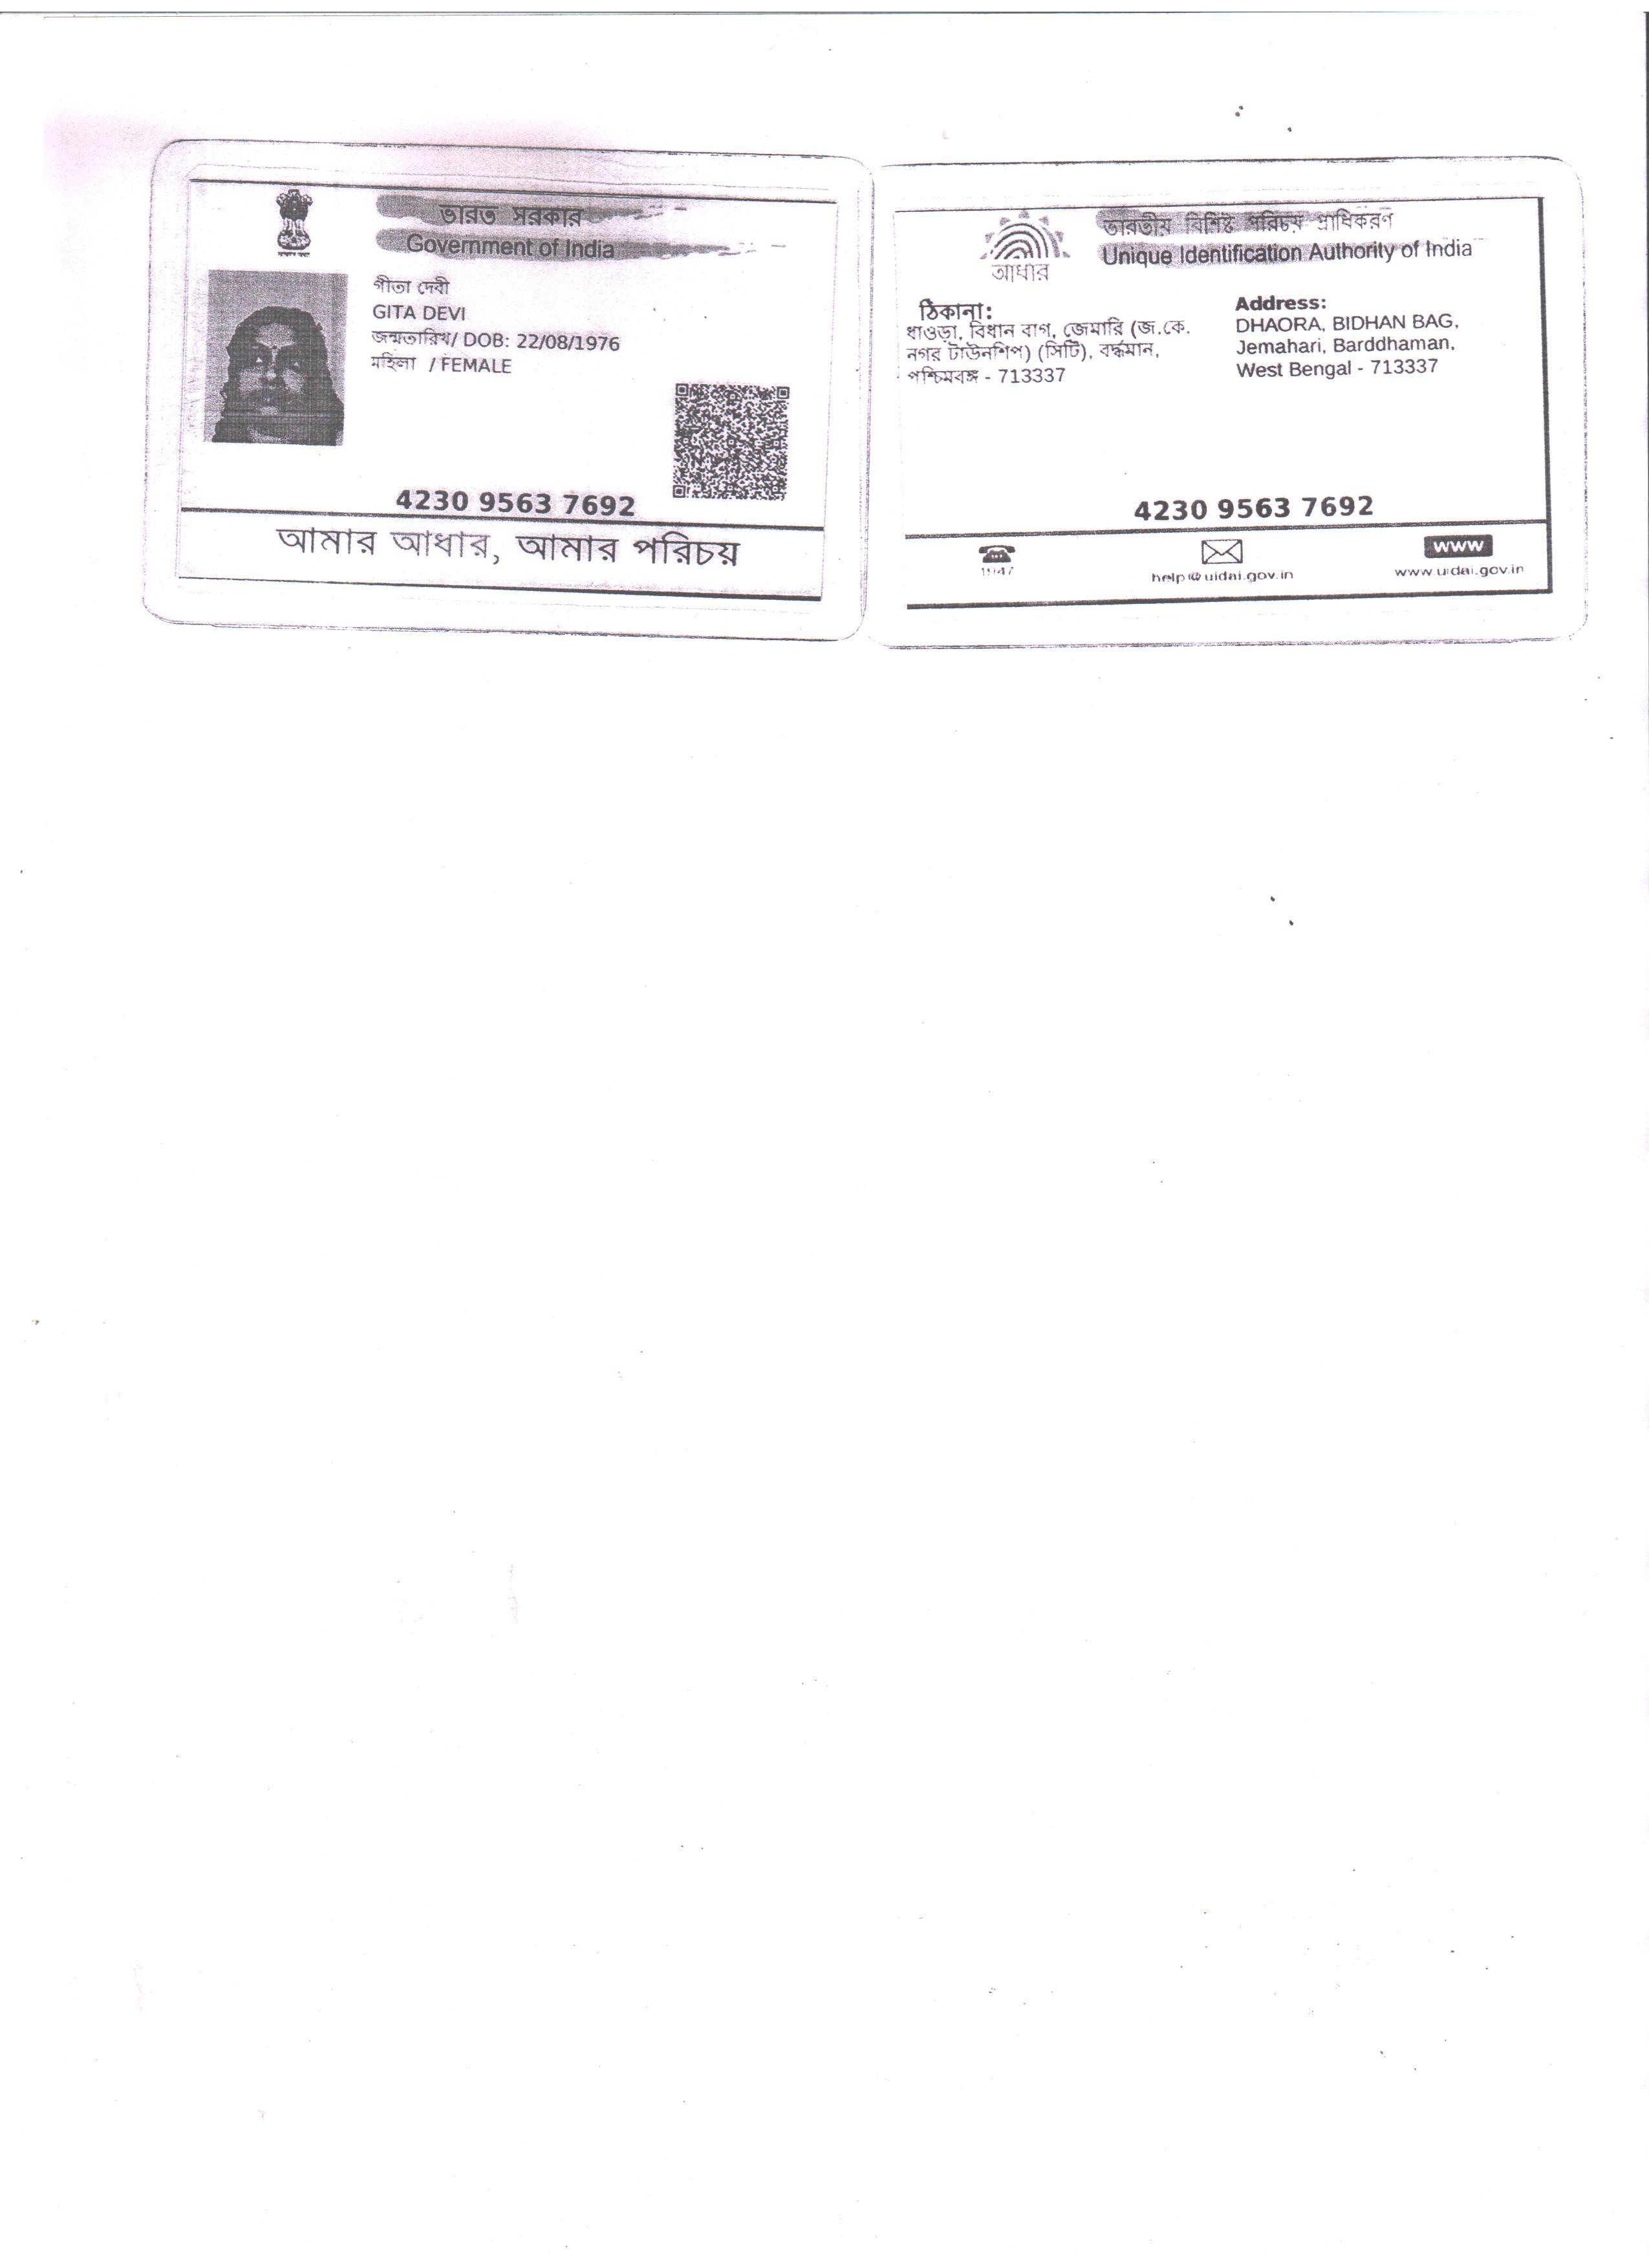 ভারত সরকার
Government of India
গীতা দেবী
GITA DEVI
জন্মতারিখ/ DOB: 22/08/1976
মহিলা / FEMALE
4230 9563 7692
আমার আধার, আমার পরিচয়
ভারতীয় বিশিষ্ট পরিচয় প্রাধিকরণ
Unique Identification Authority of India
আধার
ঠিকানা:
ধাওড়া, বিধান বাগ, জেমারি (জ.কে.
নগর টাউনশিপ) (সিটি), বর্দ্ধমান,
পশ্চিমবঙ্গ - 713337
Address:
DHAORA, BIDHAN BAG,
Jemahari, Barddhaman,
West Bengal - 713337
4230 9563 7692
1947
help@uidai.gov.in
www
www.uidai.gov.in